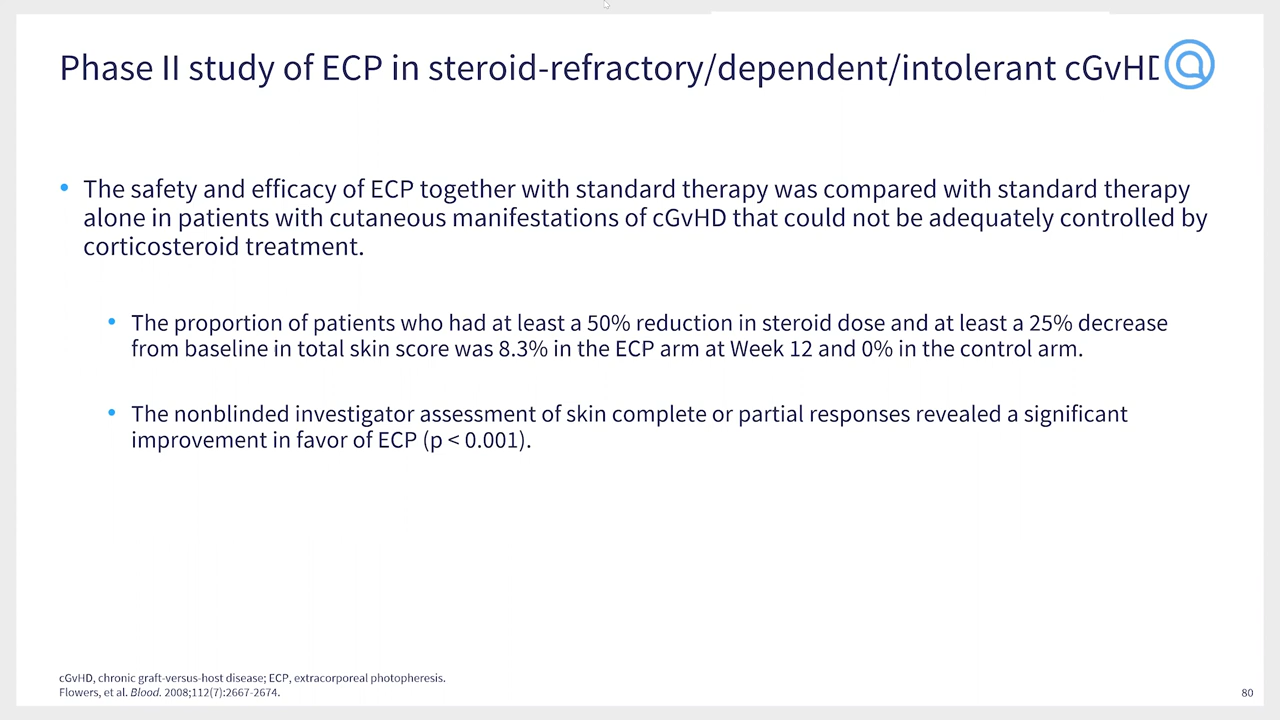 Phase II study of ECP in steroid-refractory/dependent/intolerant cGvHD
• The safety and efficacy of ECP together with standard therapy was compared with standard therapy
alone in patients with cutaneous manifestations of cGvHD that could not be adequately controlled by
corticosteroid treatment.
• The proportion of patients who had at least a 50% reduction in steroid dose and at least a 25% decrease
from baseline in total skin score was 8.3% in the ECP arm at Week 12 and 0% in the control arm.
• The nonblinded investigator assessment of skin complete or partial responses revealed a significant
improvement in favor of ECP (p < 0.001).
cGvHD, chronic graft-versus-host disease; ECP, extracorporeal photopheresis.
Flowers, et al. Blood. 2008;112(7):2667-2674.
80